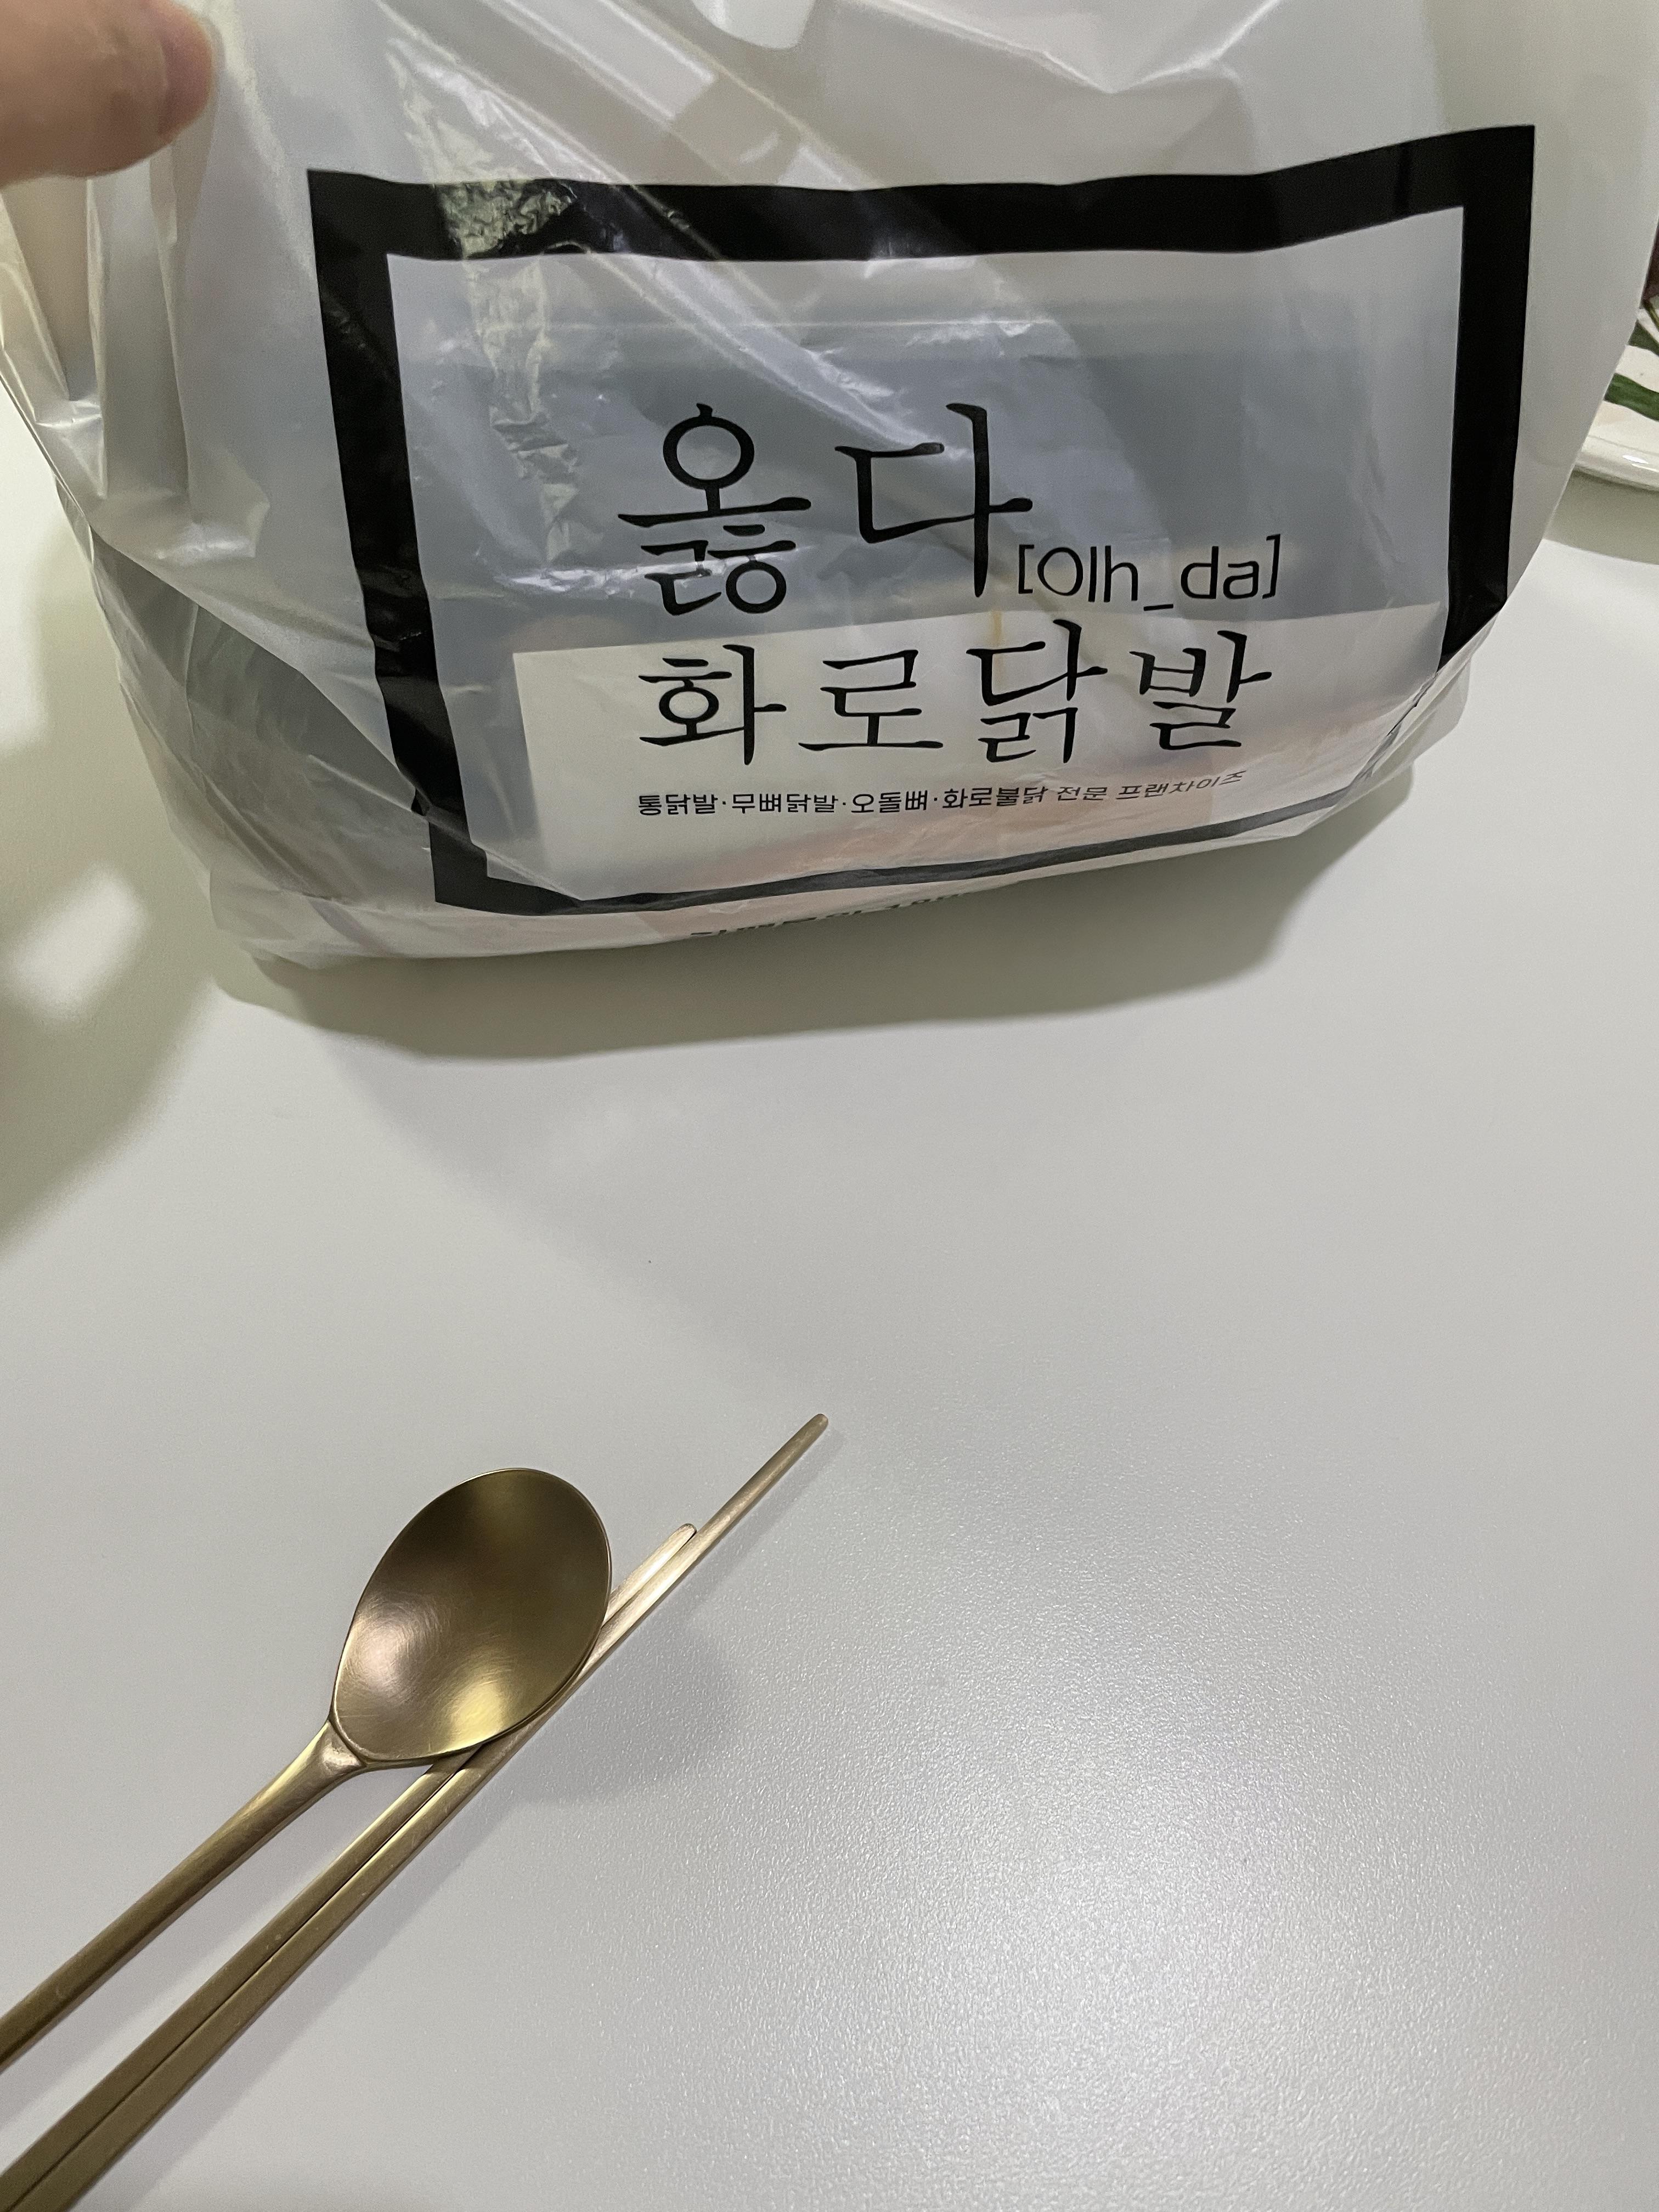 옳다 [Olh_da]
화로닭발
통닭발·무뼈닭발·오돌뼈·화로불닭 전문 프랜차이즈